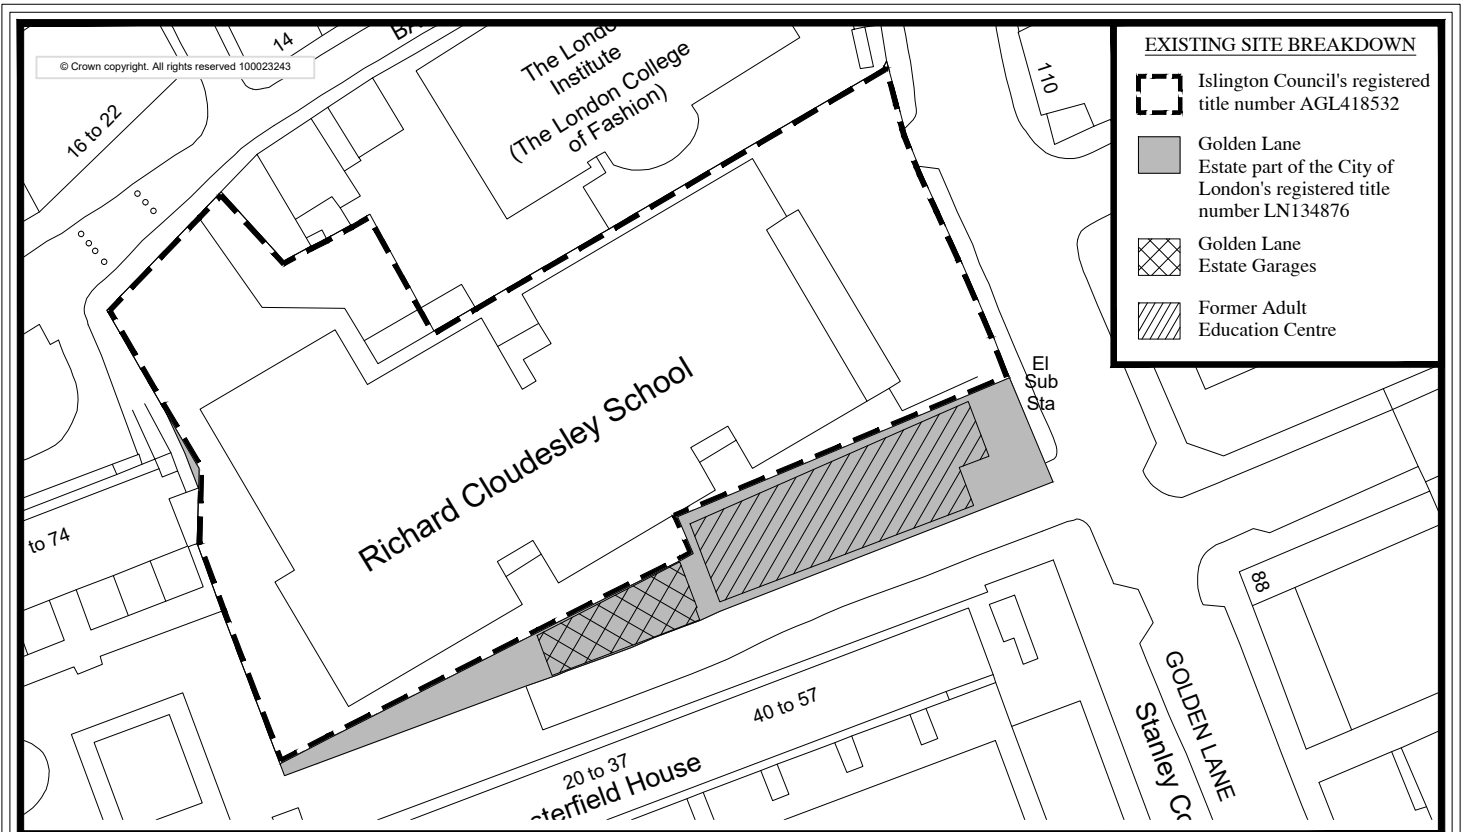 © Crown copyright. All rights reserved 100023243
14
16 to 22
Institute
(The London College
of Fashion)
110
EXISTING SITE BREAKDOWN
Islington Council's registered
title number AGL418532
Golden Lane
Estate part of the City of
London's registered title
number LN134876
Golden Lane
Estate Garages
Former Adult
Education Centre
El
Sub
Sta
Richard Cloudesley School
to 74
88
40 to 57
20 to 37
sterfield House
GOLDEN LANE
Stanley